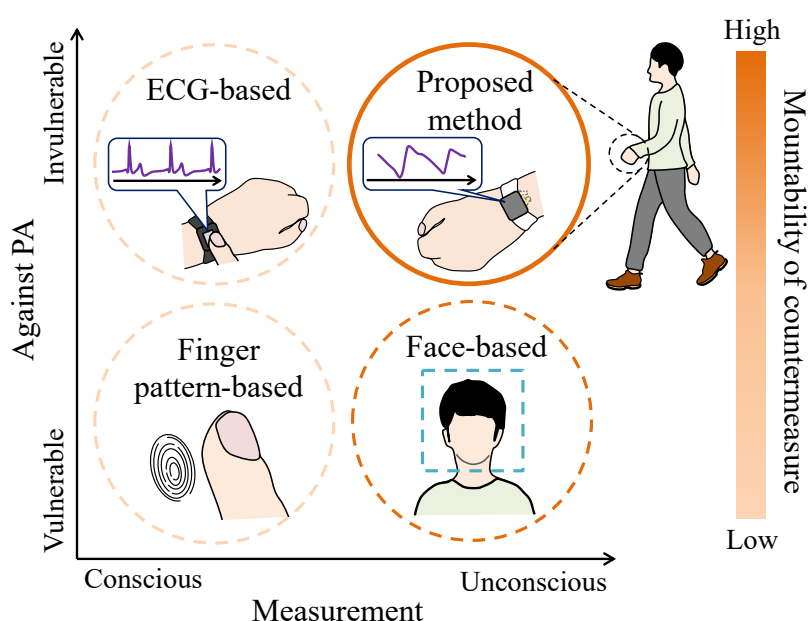 High
ECG-based
Proposed
method
Invulnerable
Mountability of countermeasure
Against PA
Finger
pattern-based
Face-based
Vulnerable
Low
Conscious
Unconscious
Measurement